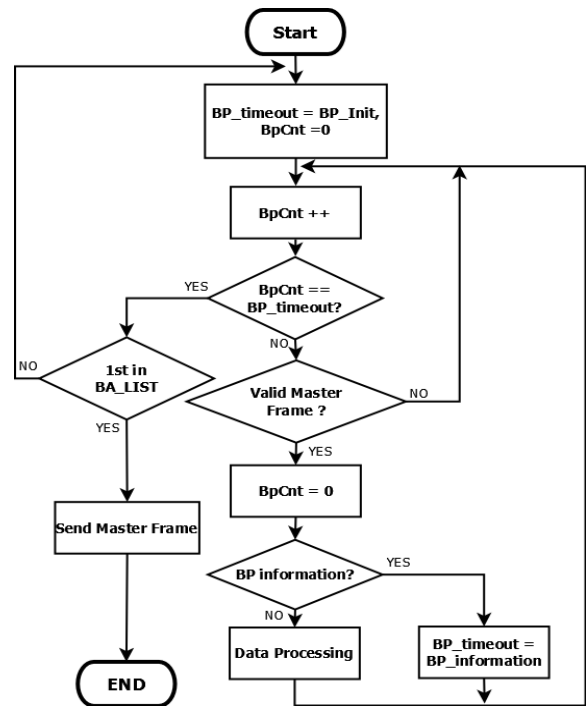 Start
BP_timeout = BP_Init,
BpCnt =0
BpCnt ++
YES
BpCnt ==
BP_timeout?
NO
NO
1st in
BA_LIST
Valid Master
Frame ?
NO
YES
YES
BpCnt = 0
Send Master Frame
BP information?
YES
NO
Data Processing
BP_timeout =
BP_information
END